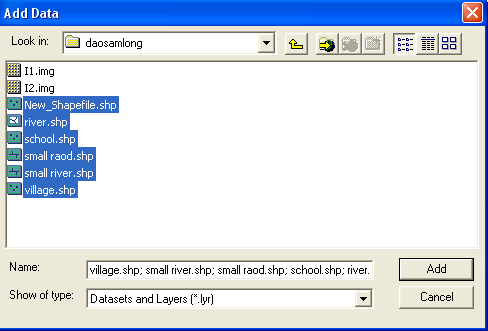 Add Data
Look in: daosamlong
I1.img
I2.img
New_Shapefile.shp
river.shp
school.shp
small raod.shp
small river.shp
village.shp
Name: village.shp; small river.shp; small raod.shp; school.shp; river. Add
Show of type: Datasets and Layers (*.lyr) Cancel